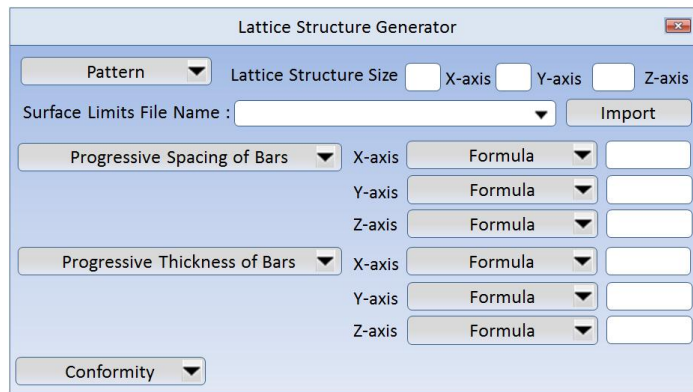 Lattice Structure Generator
Pattern Lattice Structure Size X-axis Y-axis Z-axis
Surface Limits File Name : Import
Progressive Spacing of Bars X-axis Formula
Y-axis Formula
Z-axis Formula
Progressive Thickness of Bars X-axis Formula
Y-axis Formula
Z-axis Formula
Conformity